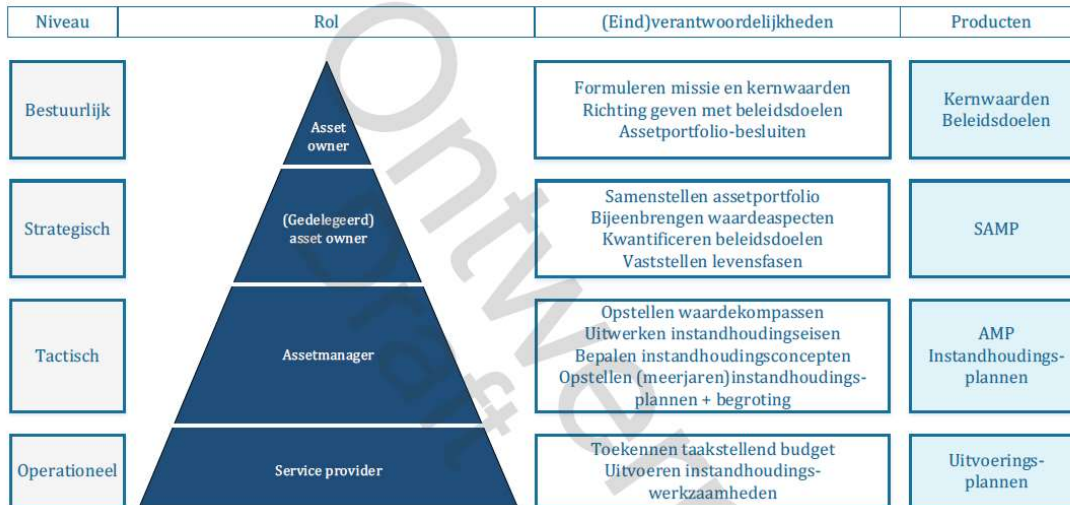 Niveau Rol (Eind)verantwoordelijkheden Producten
Bestuurlijk
Asset
owner
Formuleren missie en kernwaarden
Richting geven met beleidsdoelen
Assetportfolio-besluiten
Kernwaarden
Beleidsdoelen
Strategisch
(Gedelegeerd)
asset owner
Samenstellen assetportfolio
Bijeenbrengen waardeaspecten
Kwantificeren beleidsdoelen
Vaststellen levensfasen
SAMP
Tactisch
Assetmanager
Opstellen waardekompassen
Uitwerken instandhoudingseisen
Bepalen instandhoudingsconcepten
Opstellen (meerjaren)instandhoudings-
plannen + begroting
AMP
Instandhoudings-
plannen
Operationeel
Service provider
Toekennen taakstellend budget
Uitvoeren instandhoudings-
werkzaamheden
Uitvoerings-
plannen
Draft